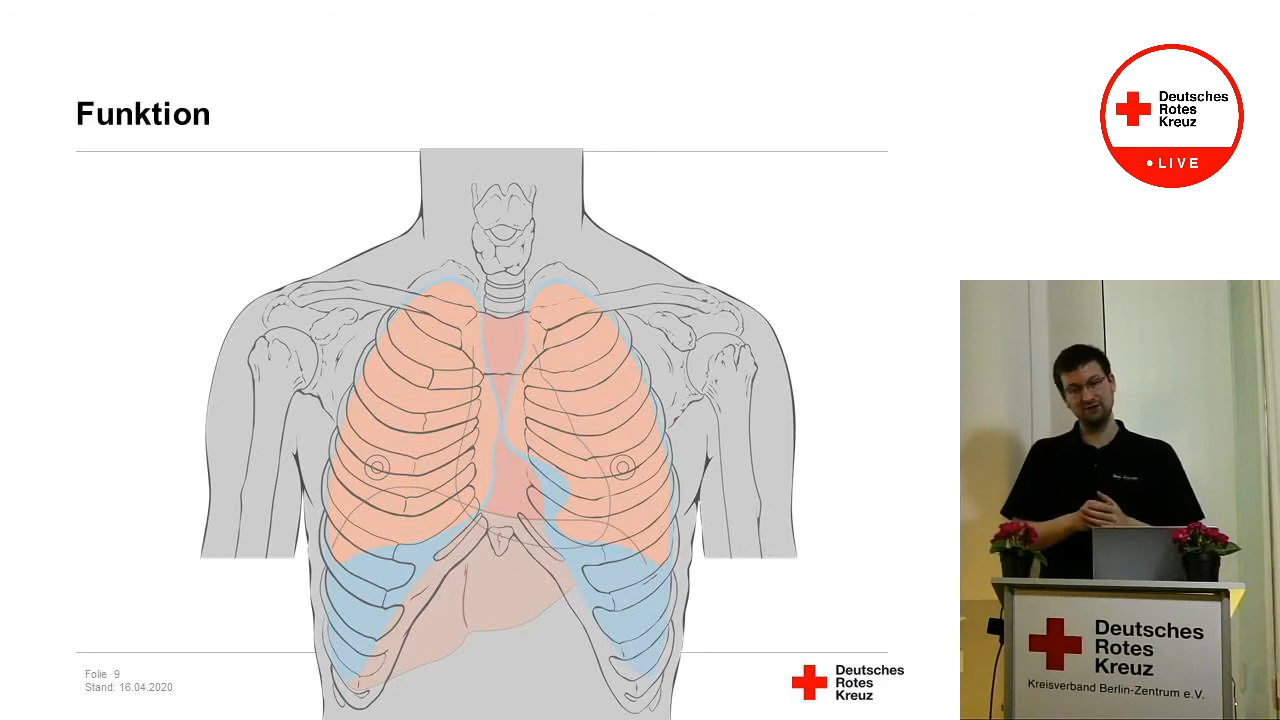 Funktion
Deutsches
Rotes
Kreuz
LIVE
Folie 9
Stand: 16.04.2020
Deutsches
Rotes
Kreuz
Deutsches
Rotes
Kreuz
Kreisverband Berlin-Zentrum e.V.